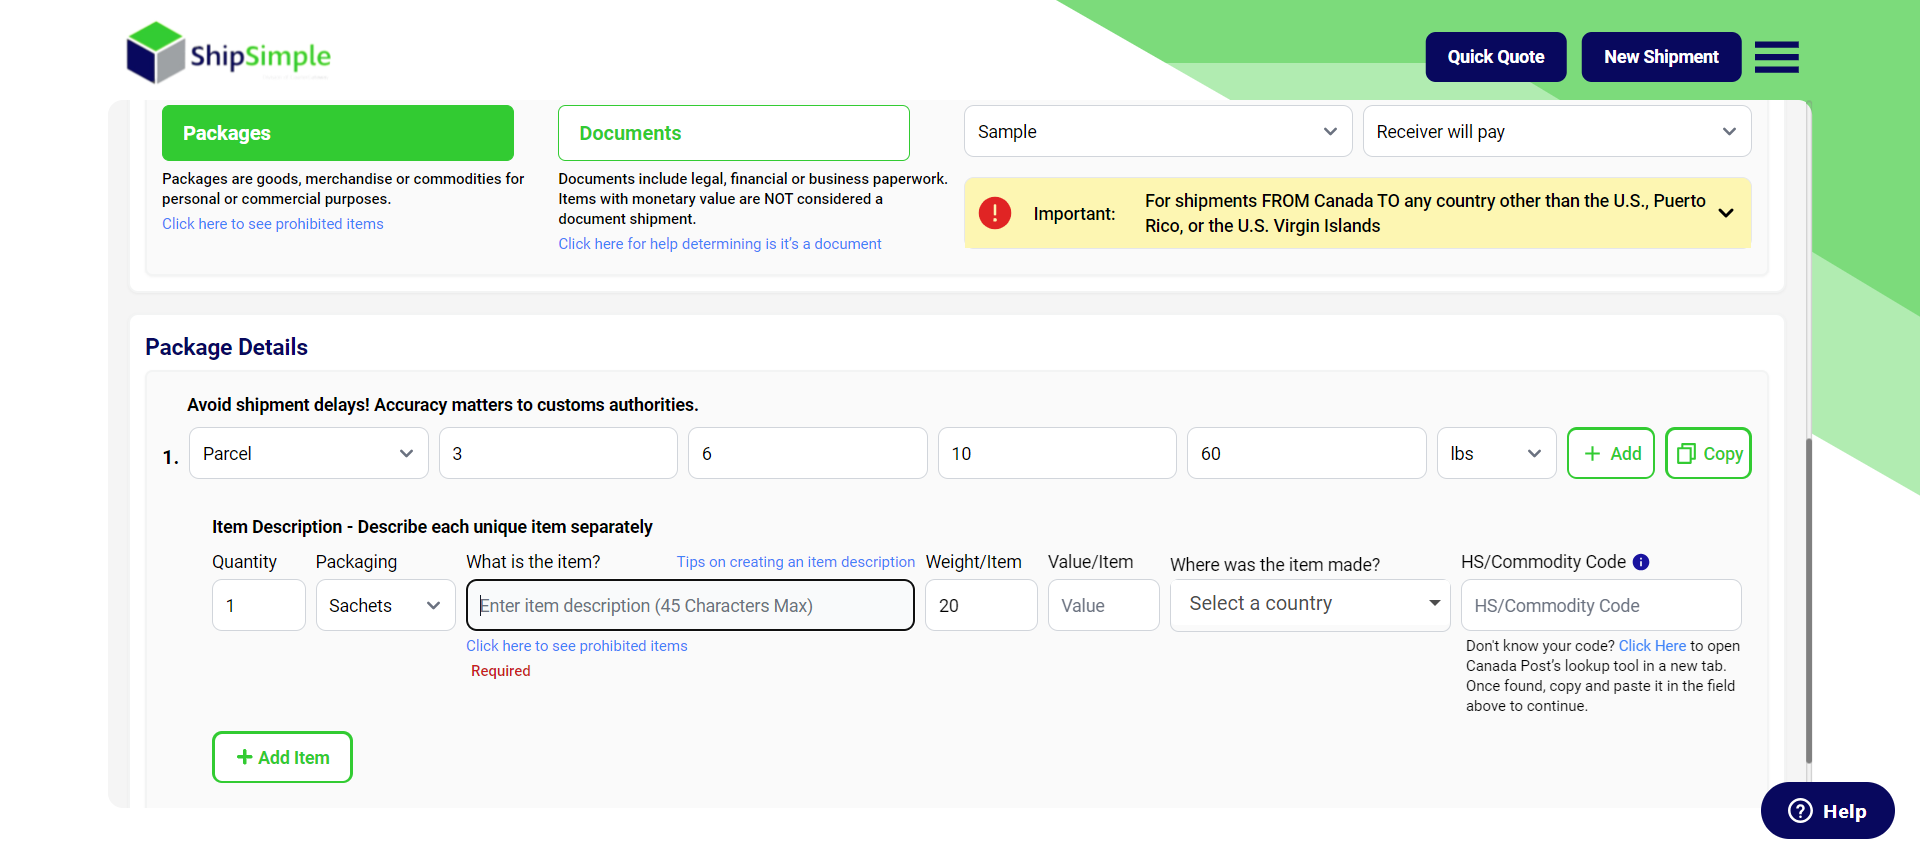 ShipSimple
Quick Quote
New Shipment
Packages
Documents
Sample
Receiver will pay
Packages are goods, merchandise or commodities for
personal or commercial purposes.
Click here to see prohibited items
Documents include legal, financial or business paperwork.
Items with monetary value are NOT considered a
document shipment.
Click here for help determining is it's a document
Important:
For shipments FROM Canada TO any country other than the U.S., Puerto
Rico, or the U.S. Virgin Islands
Package Details
Avoid shipment delays! Accuracy matters to customs authorities.
1.
Parcel
3
6
10
60
lbs
+ Add
Copy
Item Description - Describe each unique item separately
Quantity
Packaging
What is the item?
Tips on creating an item description
Weight/Item
Value/Item
Where was the item made?
HS/Commodity Code
1
Sachets
Enter item description (45 Characters Max)
20
Value
Select a country
HS/Commodity Code
Click here to see prohibited items
Required
Don't know your code? Click Here to open
Canada Post's lookup tool in a new tab.
Once found, copy and paste it in the field
above to continue.
+ Add Item
Help